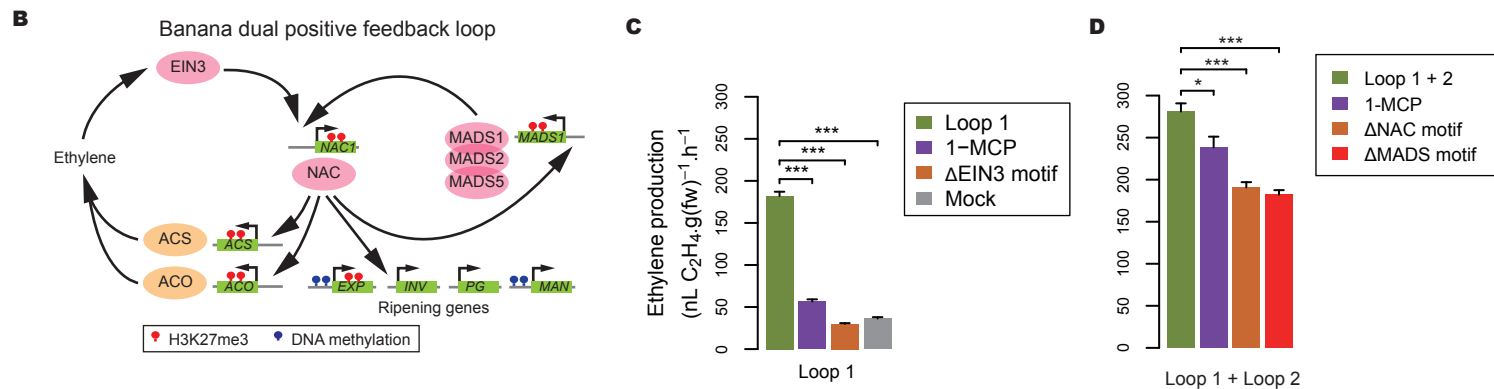 B
Banana dual positive feedback loop
EIN3
NAC1
NAC
MADS1
MADS2
MADS5
MADS1
Ethylene
ACS
ACS
ACO
ACO
EXP
INV
PG
MAN
Ripening genes
H3K27me3
DNA methylation
C
Ethylene production
(nL C₂H₄.g(fw)⁻¹.h⁻¹
300
250
200
150
100
50
0
***
***
***
Loop 1
Loop 1
1−MCP
ΔEIN3 motif
Mock
D
300
250
200
150
100
50
0
***
***
*
Loop 1 + Loop 2
Loop 1 + 2
1-MCP
ΔNAC motif
ΔMADS motif